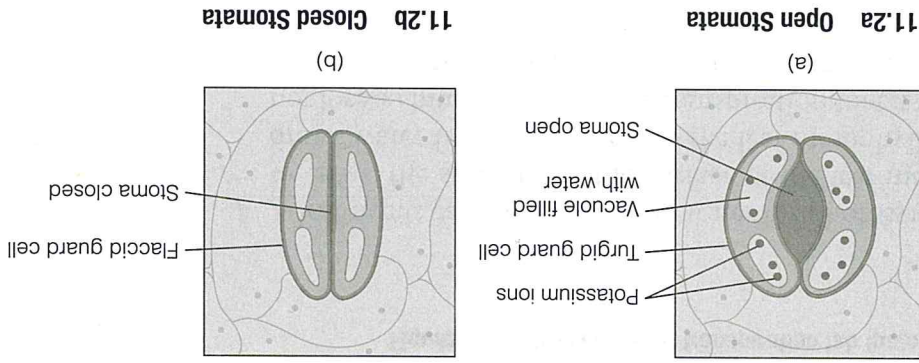 Potassium ions
Turgid guard cell
Vacuole filled
with water
Stoma open
(a)
11.2a Open Stomata
Flaccid guard cell
Stoma closed
(b)
11.2b Closed Stomata